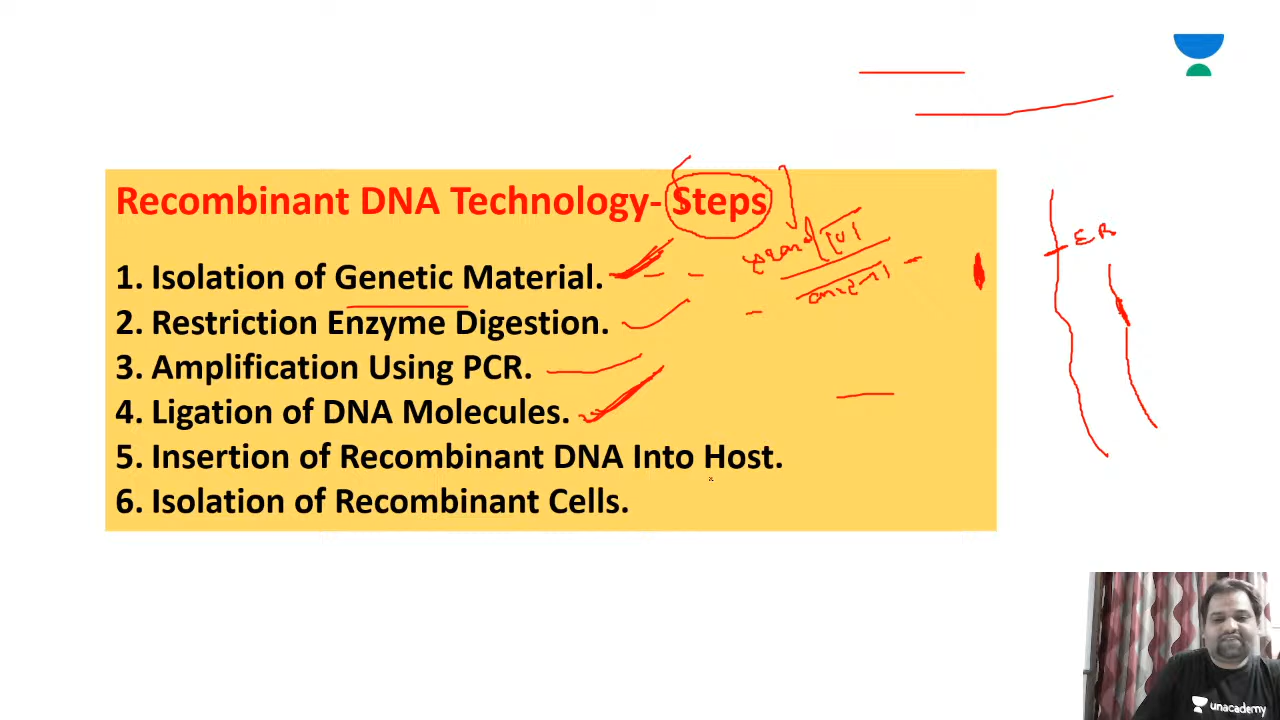 Recombinant DNA Technology- Steps
1. Isolation of Genetic Material.
2. Restriction Enzyme Digestion.
3. Amplification Using PCR.
4. Ligation of DNA Molecules.
5. Insertion of Recombinant DNA Into Host.
6. Isolation of Recombinant Cells.
unacademy